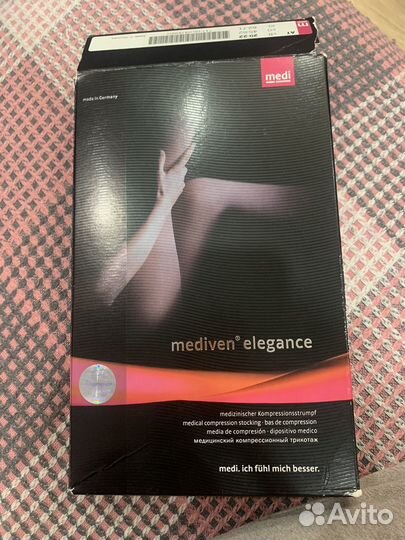 medi
made in Germany
mediven® elegance
medizinischer Kompressionsstrumpf
medical compression stocking · bas de compression
media de compresión · dipositivo medico
медицинский компрессионный трикотаж
medi. ich fühl mich besser.
Avito